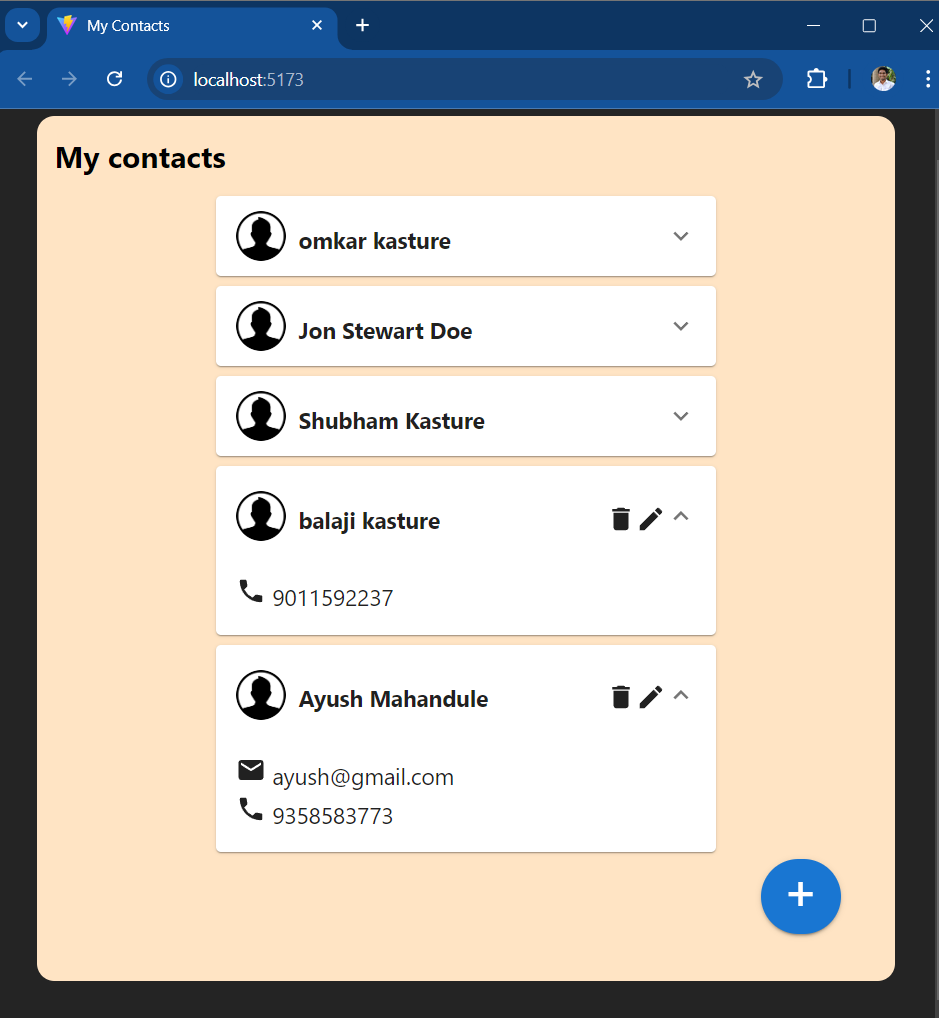 My Contacts
localhost:5173
My contacts
omkar kasture
Jon Stewart Doe
Shubham Kasture
balaji kasture
9011592237
Ayush Mahandule
ayush@gmail.com
9358583773